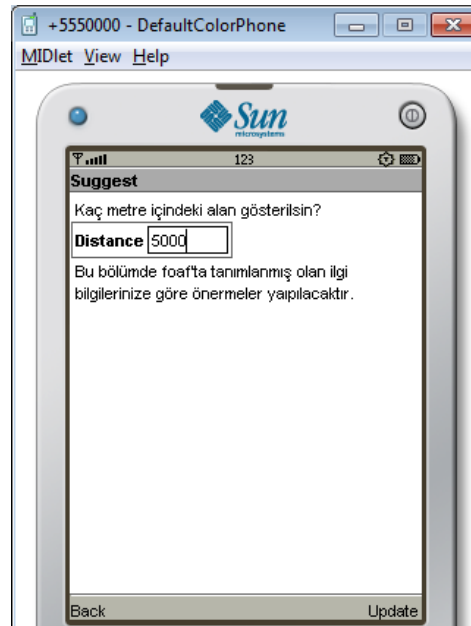 +5550000 - DefaultColorPhone
MIDlet View Help
Sun
microsystems
123
Suggest
Kaç metre içindeki alan gösterilsin?
Distance 5000
Bu bölümde foaf'ta tanımlanmış olan ilgi
bilgilerinize göre önermeler yaıpılacaktır.
Back Update